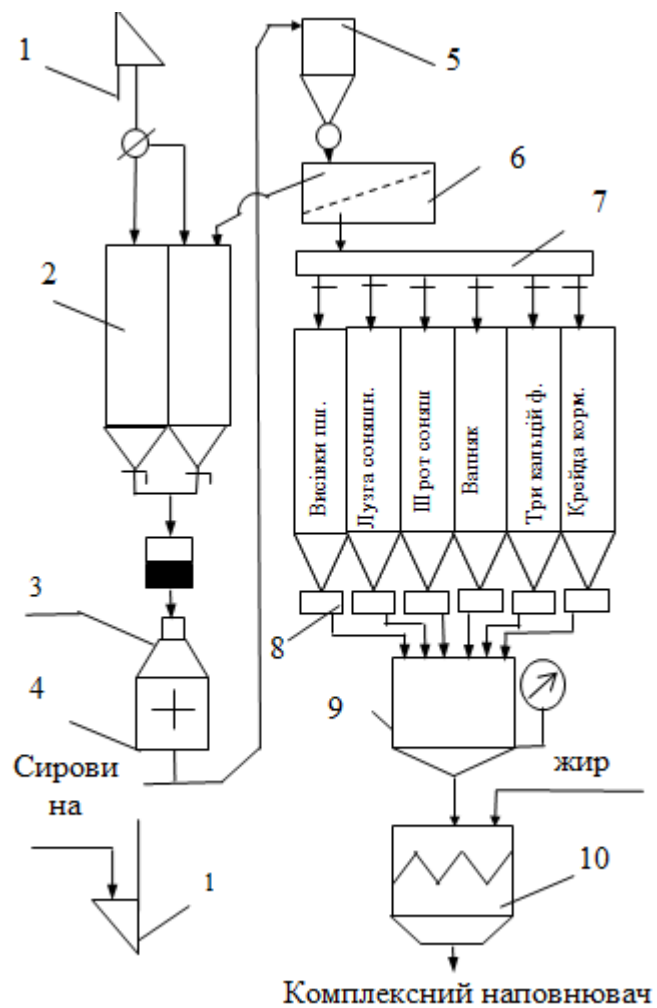 1
5
6
7
2
Висівки пш.
Лузга соняшн.
Шрот соняш
Вапняк
Три кальцій ф.
Крейда корм.
3
8
4
9
Сирови
на
жир
1
10
Комплексний наповнювач